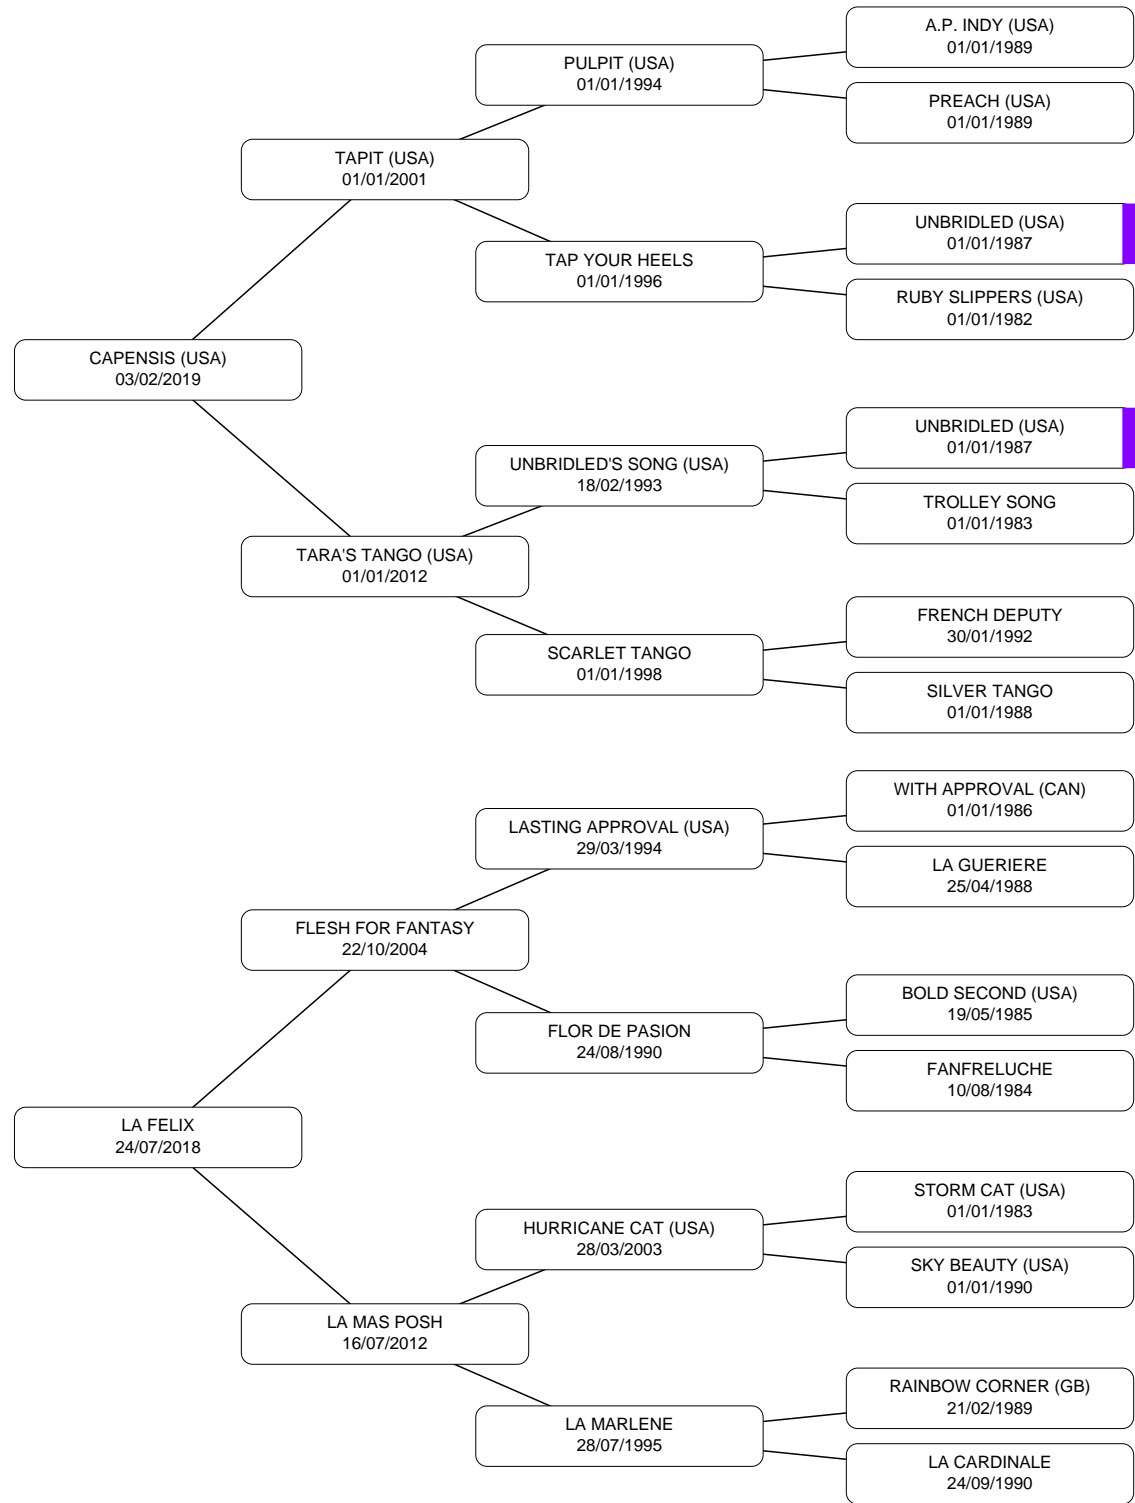 A.P. INDY (USA)
01/01/1989
PULPIT (USA)
01/01/1994
PREACH (USA)
01/01/1989
TAPIT (USA)
01/01/2001
UNBRIDLED (USA)
01/01/1987
TAP YOUR HEELS
01/01/1996
RUBY SLIPPERS (USA)
01/01/1982
CAPENSIS (USA)
03/02/2019
UNBRIDLED (USA)
01/01/1987
UNBRIDLED'S SONG (USA)
18/02/1993
TROLLEY SONG
01/01/1983
TARA'S TANGO (USA)
01/01/2012
FRENCH DEPUTY
30/01/1992
SCARLET TANGO
01/01/1998
SILVER TANGO
01/01/1988
WITH APPROVAL (CAN)
01/01/1986
LASTING APPROVAL (USA)
29/03/1994
LA GUERIERE
25/04/1988
FLESH FOR FANTASY
22/10/2004
BOLD SECOND (USA)
19/05/1985
FLOR DE PASION
24/08/1990
FANFRELUCHE
10/08/1984
LA FELIX
24/07/2018
STORM CAT (USA)
01/01/1983
HURRICANE CAT (USA)
28/03/2003
SKY BEAUTY (USA)
01/01/1990
LA MAS POSH
16/07/2012
RAINBOW CORNER (GB)
21/02/1989
LA MARLENE
28/07/1995
LA CARDINALE
24/09/1990